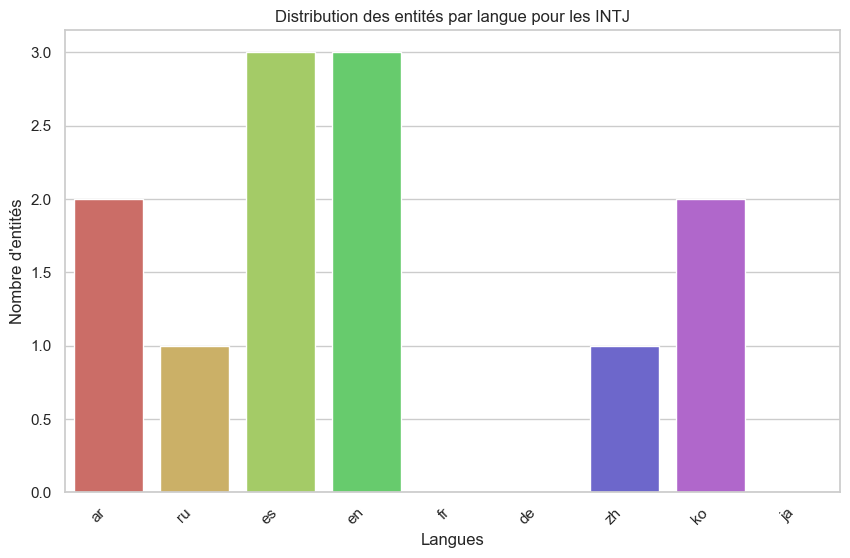 Distribution des entités par langue pour les INTJ
Nombre d'entités
3.0
2.5
2.0
1.5
1.0
0.5
0.0
ar
ru
es
en
fr
de
zh
ko
ja
Langues